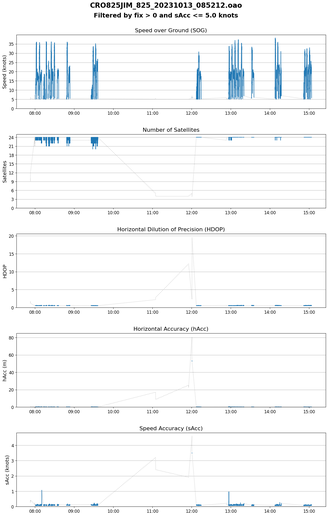 CRO825JIM_825_20231013_085212.oao
Filtered by fix > 0 and sAcc <= 5.0 knots
Speed over Ground (SOG)
Speed (knots)
35
30
25
20
15
10
5
0
08:00 09:00 10:00 11:00 12:00 13:00 14:00 15:00
Number of Satellites
Satellites
24
21
18
15
12
9
6
3
0
08:00 09:00 10:00 11:00 12:00 13:00 14:00 15:00
Horizontal Dilution of Precision (HDOP)
HDOP
20
15
10
5
0
08:00 09:00 10:00 11:00 12:00 13:00 14:00 15:00
Horizontal Accuracy (hAcc)
hAcc (m)
80
60
40
20
0
08:00 09:00 10:00 11:00 12:00 13:00 14:00 15:00
Speed Accuracy (sAcc)
sAcc (knots)
4
3
2
1
0
08:00 09:00 10:00 11:00 12:00 13:00 14:00 15:00